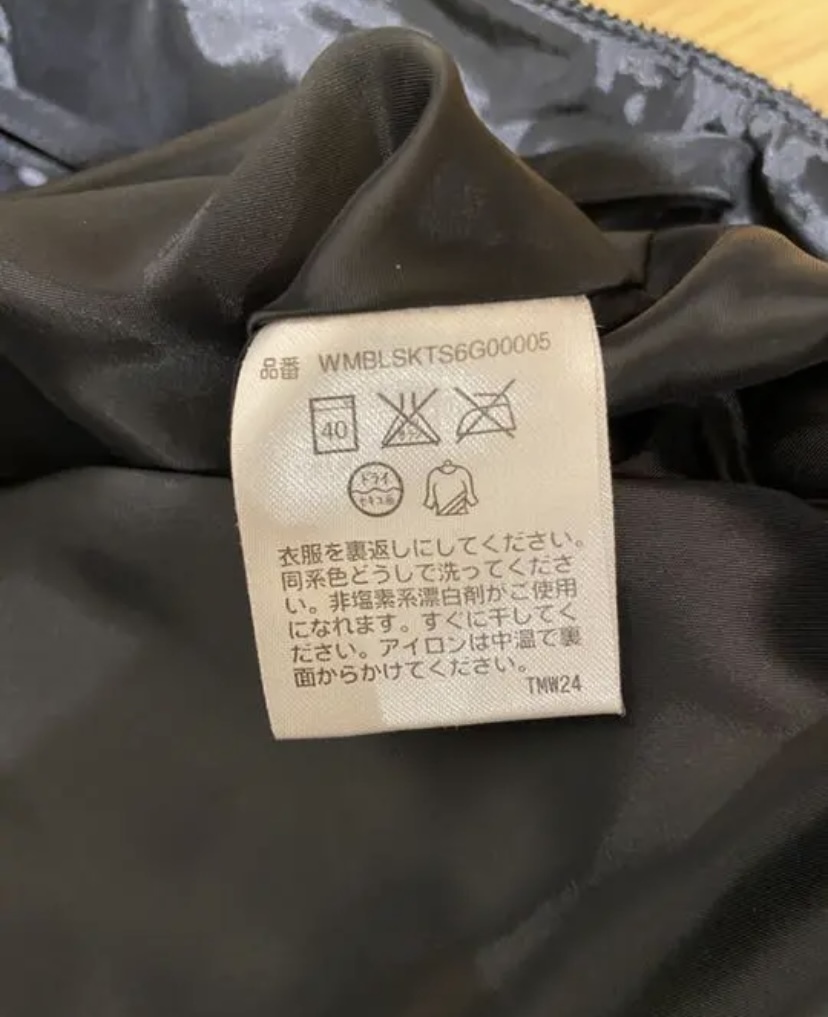 品番 WMBLSKTS6G00005
40
ドライ
セキユ系
衣服を裏返しにしてください。
同系色どうしで洗ってくださ
い。非塩素系漂白剤がご使用
になれます。すぐに干してく
ださい。アイロンは中温で裏
面からかけてください。
TMW24